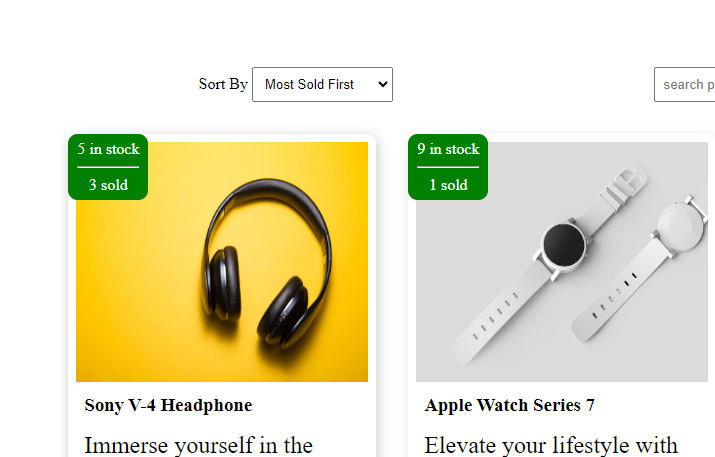 Sort By Most Sold First search p
5 in stock
3 sold
9 in stock
1 sold
Sony V-4 Headphone
Apple Watch Series 7
Immerse yourself in the
Elevate your lifestyle with